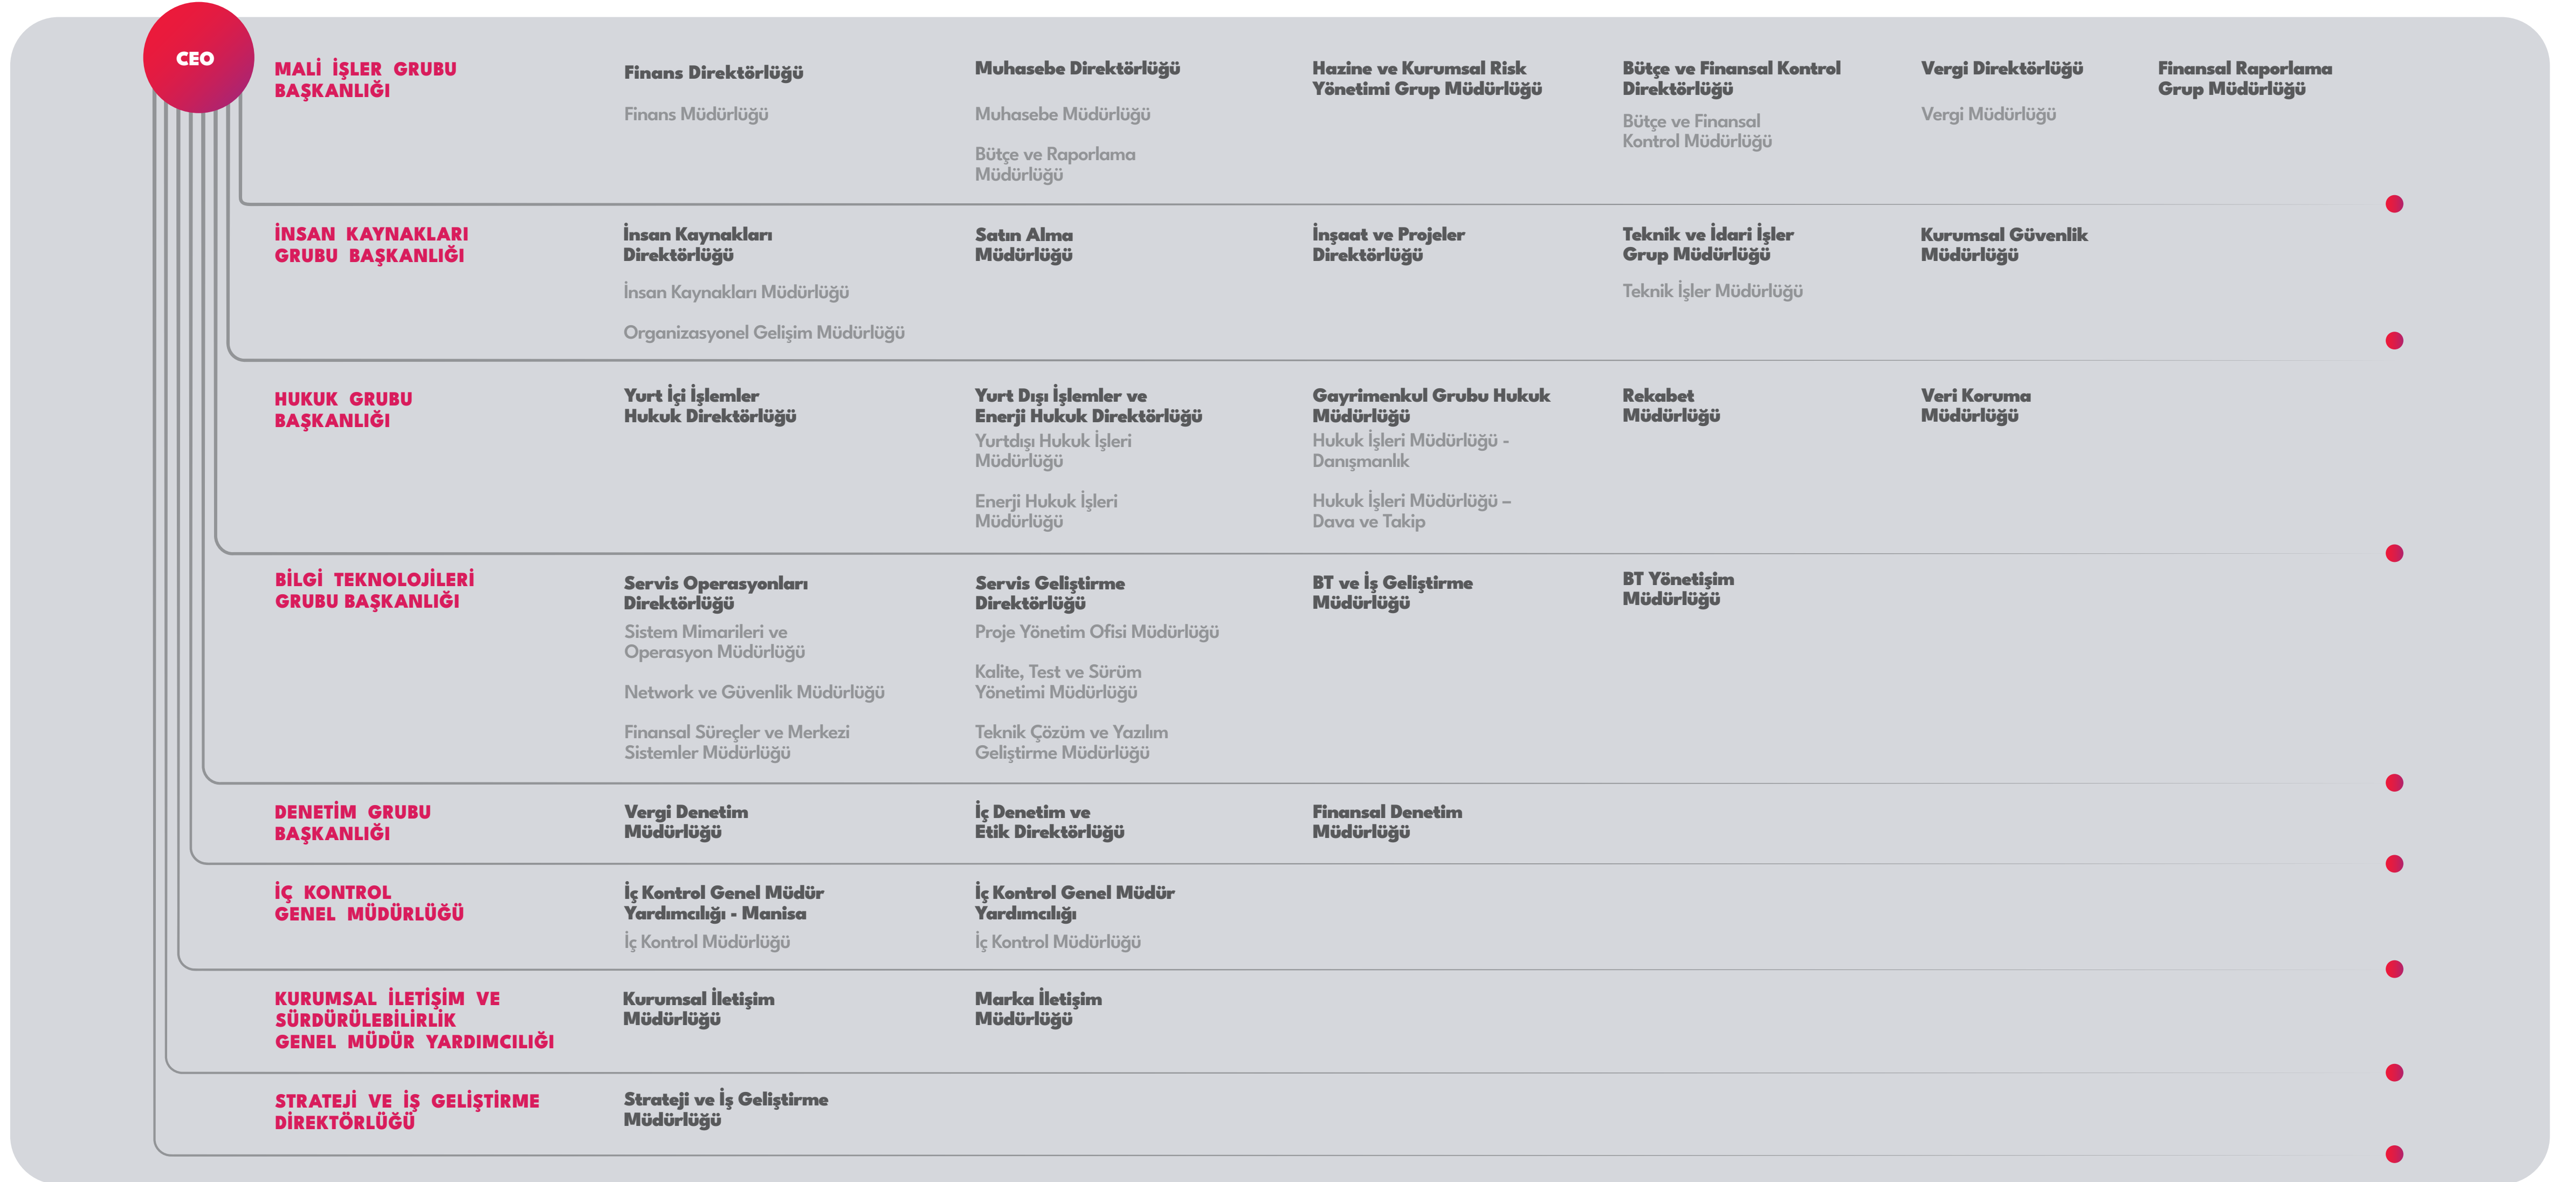 CEO
MALİ İŞLER GRUBU
BAŞKANLIĞI
Finans Direktörlüğü
Finans Müdürlüğü
Muhasebe Direktörlüğü
Muhasebe Müdürlüğü
Bütçe ve Raporlama
Müdürlüğü
Hazine ve Kurumsal Risk
Yönetimi Grup Müdürlüğü
Bütçe ve Finansal Kontrol
Direktörlüğü
Bütçe ve Finansal
Kontrol Müdürlüğü
Vergi Direktörlüğü
Vergi Müdürlüğü
Finansal Raporlama
Grup Müdürlüğü
İNSAN KAYNAKLARI
GRUBU BAŞKANLIĞI
İnsan Kaynakları
Direktörlüğü
İnsan Kaynakları Müdürlüğü
Organizasyonel Gelişim Müdürlüğü
Satın Alma
Müdürlüğü
İnşaat ve Projeler
Direktörlüğü
Teknik ve İdari İşler
Grup Müdürlüğü
Teknik İşler Müdürlüğü
Kurumsal Güvenlik
Müdürlüğü
HUKUK GRUBU
BAŞKANLIĞI
Yurt İçi İşlemler
Hukuk Direktörlüğü
Yurt Dışı İşlemler ve
Enerji Hukuk Direktörlüğü
Yurtdışı Hukuk İşleri
Müdürlüğü
Enerji Hukuk İşleri
Müdürlüğü
Gayrimenkul Grubu Hukuk
Müdürlüğü
Hukuk İşleri Müdürlüğü -
Danışmanlık
Hukuk İşleri Müdürlüğü –
Dava ve Takip
Rekabet
Müdürlüğü
Veri Koruma
Müdürlüğü
BİLGİ TEKNOLOJİLERİ
GRUBU BAŞKANLIĞI
Servis Operasyonları
Direktörlüğü
Sistem Mimarileri ve
Operasyon Müdürlüğü
Network ve Güvenlik Müdürlüğü
Finansal Süreçler ve Merkezi
Sistemler Müdürlüğü
Servis Geliştirme
Direktörlüğü
Proje Yönetim Ofisi Müdürlüğü
Kalite, Test ve Sürüm
Yönetimi Müdürlüğü
Teknik Çözüm ve Yazılım
Geliştirme Müdürlüğü
BT ve İş Geliştirme
Müdürlüğü
BT Yönetişim
Müdürlüğü
DENETİM GRUBU
BAŞKANLIĞI
Vergi Denetim
Müdürlüğü
İç Denetim ve
Etik Direktörlüğü
Finansal Denetim
Müdürlüğü
İÇ KONTROL
GENEL MÜDÜRLÜĞÜ
İç Kontrol Genel Müdür
Yardımcılığı - Manisa
İç Kontrol Müdürlüğü
İç Kontrol Genel Müdür
Yardımcılığı
İç Kontrol Müdürlüğü
KURUMSAL İLETİŞİM VE
SÜRDÜRÜLEBİLİRLİK
GENEL MÜDÜR YARDIMCILIĞI
Kurumsal İletişim
Müdürlüğü
Marka İletişim
Müdürlüğü
STRATEJİ VE İŞ GELİŞTİRME
DİREKTÖRLÜĞÜ
Strateji ve İş Geliştirme
Müdürlüğü